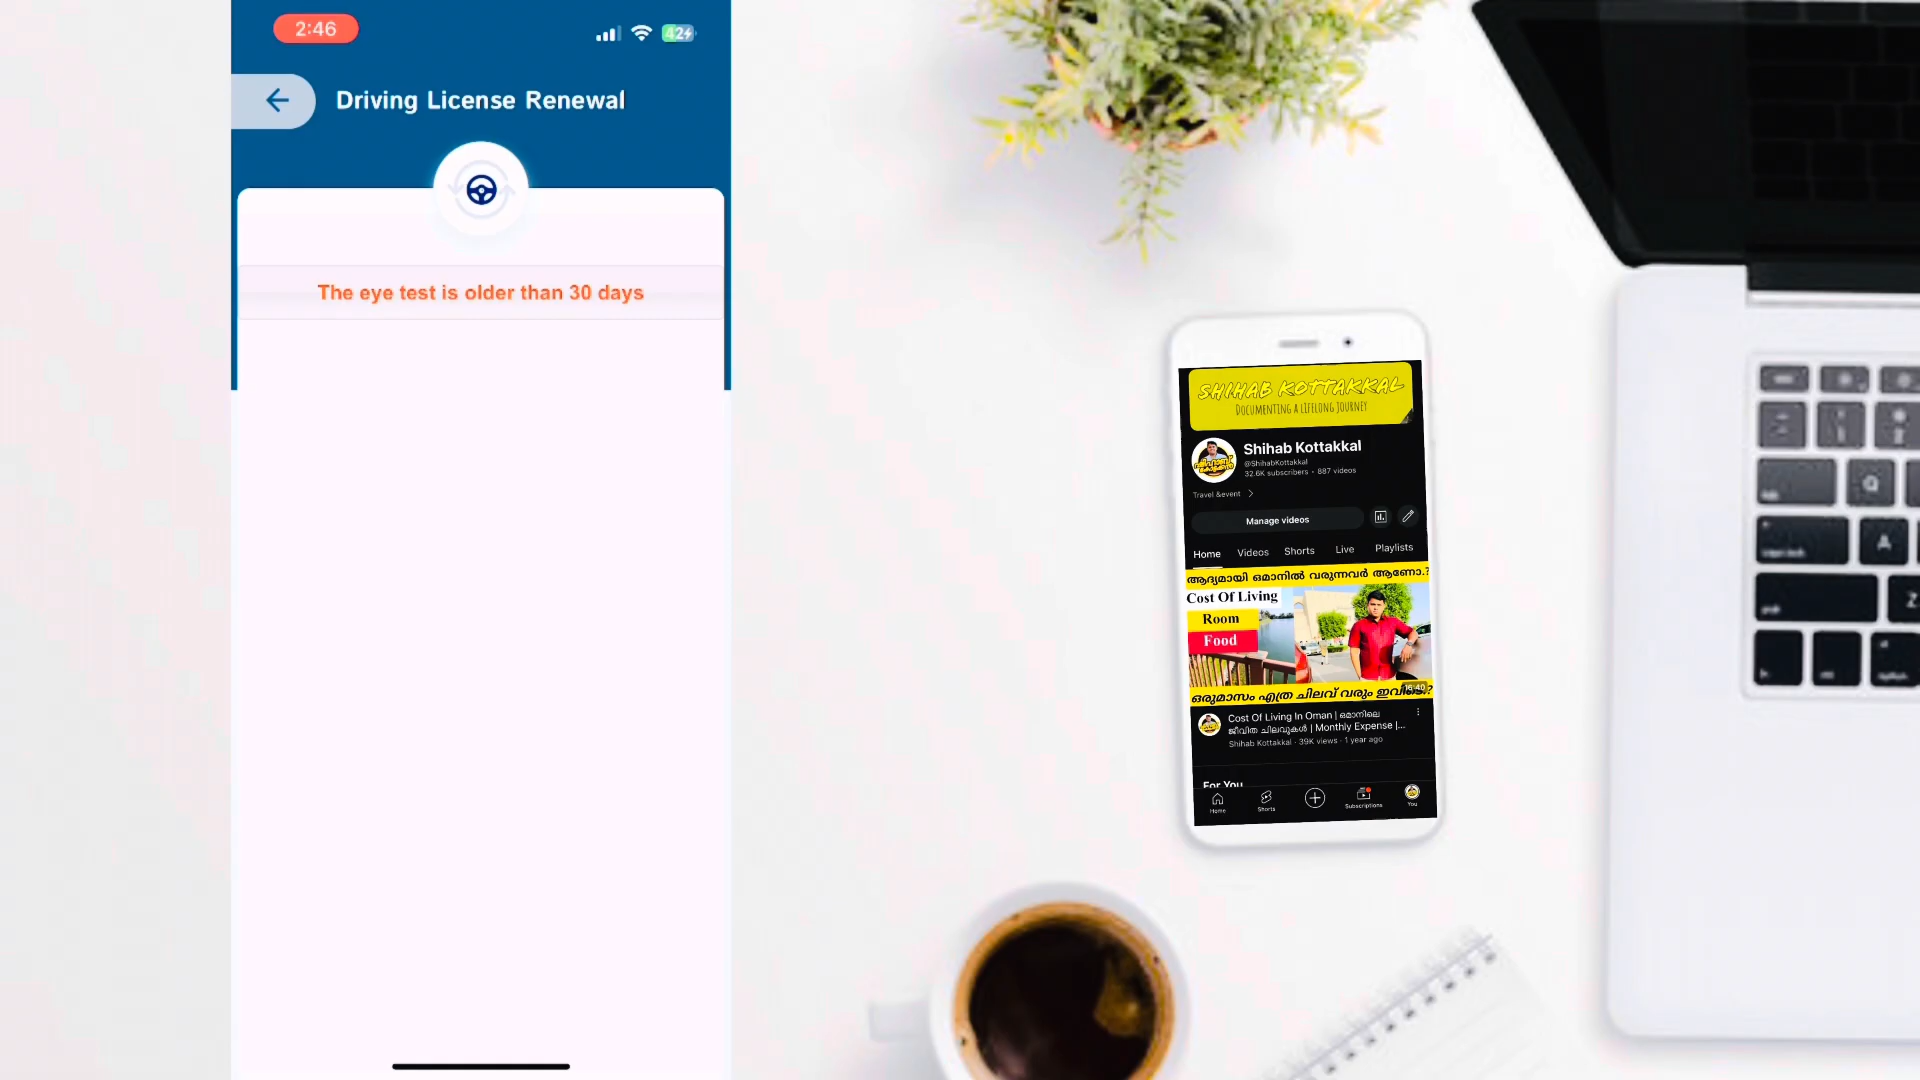 2:46
42
Driving License Renewal
The eye test is older than 30 days
SHIHAB KOTTAKKAL
DOCUMENTING A LIFELONG JOURNEY
Shihab Kottakkal
@ShihabKottakkal
32.6K subscribers • 887 videos
Travel &event
Manage videos
Home Videos Shorts Live Playlists
ആദ്യമായി ഒമാനിൽ വരുന്നവർ ആണോ.?
Cost Of Living
Room
Food
ഒരുമാസം എത്ര ചിലവ് വരും
16:40
Cost Of Living In Oman | ഒമാനിലെ
ജീവിത ചിലവുകൾ | Monthly Expense |...
Shihab Kottakkal · 39K views · 1 year ago
For You
Home Shorts Subscriptions You
Q
A
Z